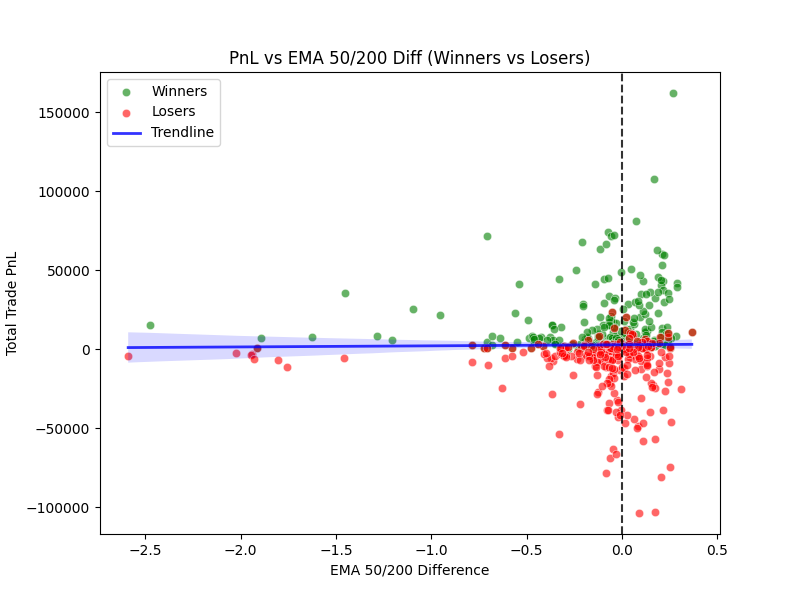 PnL vs EMA 50/200 Diff (Winners vs Losers)
Winners
Losers
Trendline
150000
100000
50000
0
−50000
−100000
Total Trade PnL
−2.5
−2.0
−1.5
−1.0
−0.5
0.0
0.5
EMA 50/200 Difference